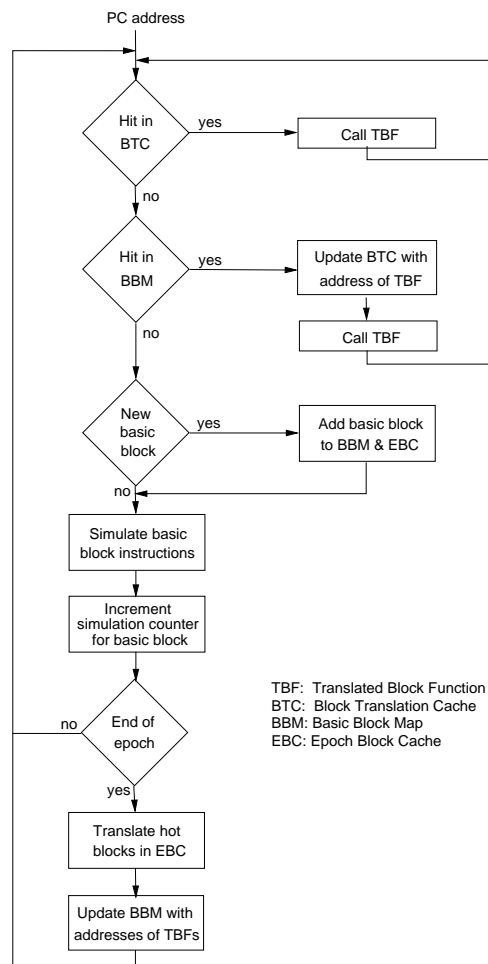 PC address
Hit in
BTC
yes
Call TBF
no
Hit in
BBM
yes
Update BTC with
address of TBF
Call TBF
no
New
basic
block
yes
Add basic block
to BBM & EBC
no
Simulate basic
block instructions
Increment
simulation counter
for basic block
TBF: Translated Block Function
BTC: Block Translation Cache
BBM: Basic Block Map
EBC: Epoch Block Cache
no
End of
epoch
yes
Translate hot
blocks in EBC
Update BBM with
addresses of TBFs